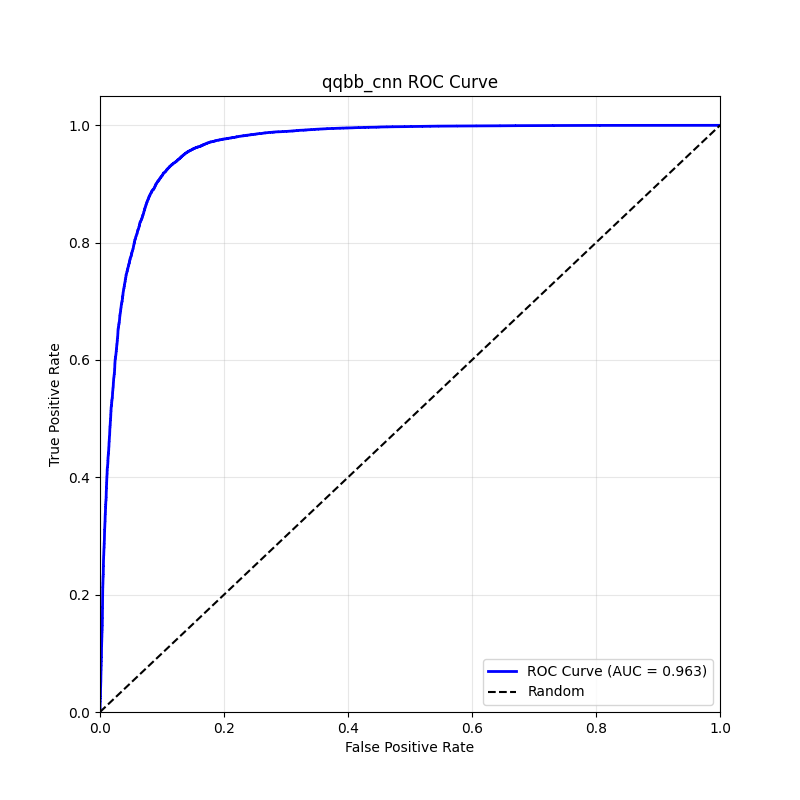 qqbb_cnn ROC Curve
1.0
0.8
0.6
0.4
0.2
0.0
True Positive Rate
0.0 0.2 0.4 0.6 0.8 1.0
False Positive Rate
ROC Curve (AUC = 0.963)
Random